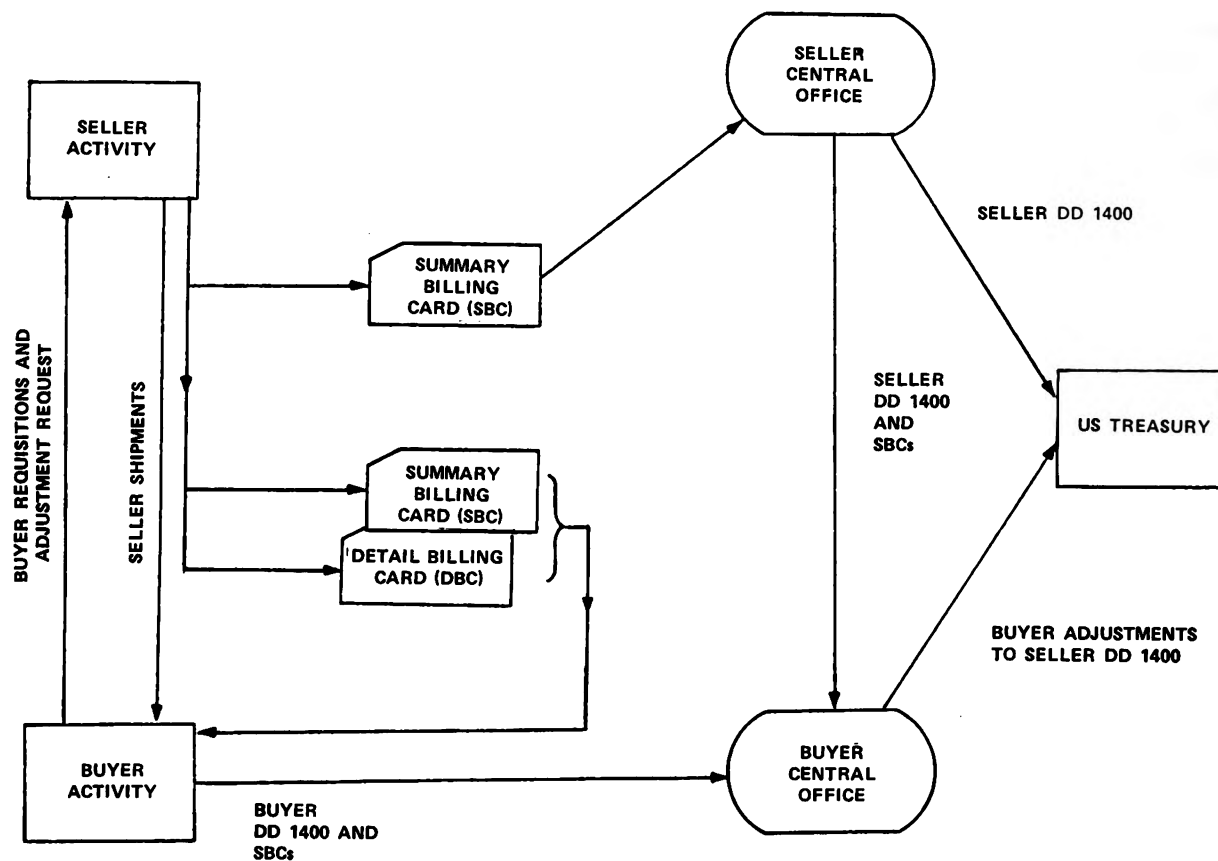 SELLER
CENTRAL
OFFICE
SELLER
ACTIVITY
SELLER DD 1400
SUMMARY
BILLING
CARD (SBC)
BUYER REQUISITIONS AND
ADJUSTMENT REQUEST
SELLER SHIPMENTS
SELLER
DD 1400
AND
SBCs
US TREASURY
SUMMARY
BILLING
CARD (SBC)
DETAIL BILLING
CARD (DBC)
BUYER ADJUSTMENTS
TO SELLER DD 1400
BUYER
ACTIVITY
BUYER
CENTRAL
OFFICE
BUYER
DD 1400 AND
SBCs